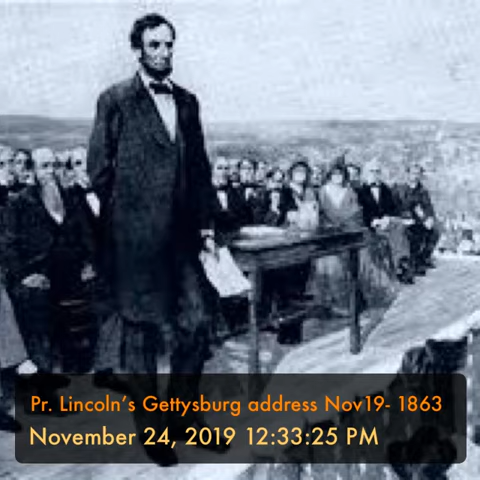 Pr. Lincoln's Gettysburg address Nov19- 1863
November 24, 2019 12:33:25 PM